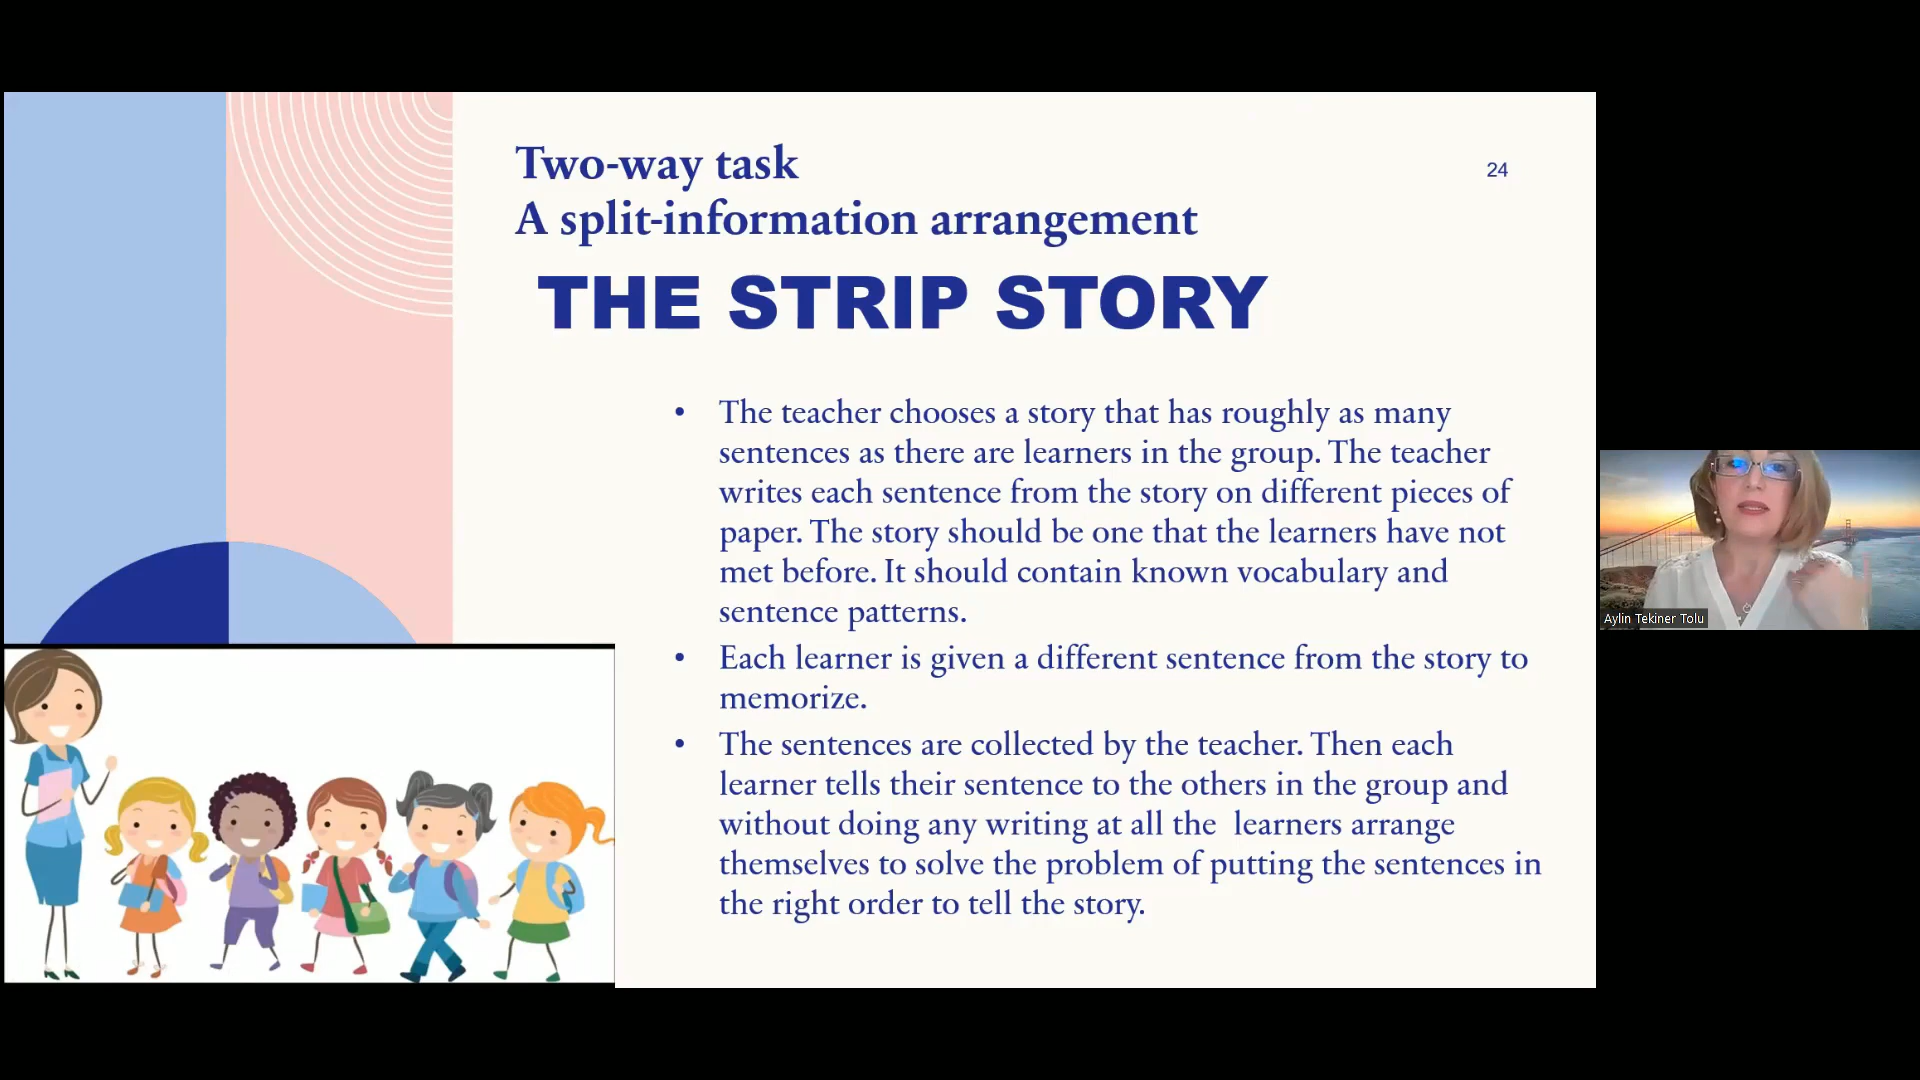 Two-way task
A split-information arrangement
24
THE STRIP STORY
• The teacher chooses a story that has roughly as many
sentences as there are learners in the group. The teacher
writes each sentence from the story on different pieces of
paper. The story should be one that the learners have not
met before. It should contain known vocabulary and
sentence patterns.
• Each learner is given a different sentence from the story to
memorize.
• The sentences are collected by the teacher. Then each
learner tells their sentence to the others in the group and
without doing any writing at all the  learners arrange
themselves to solve the problem of putting the sentences in
the right order to tell the story.
Aylin Tekiner Tolu